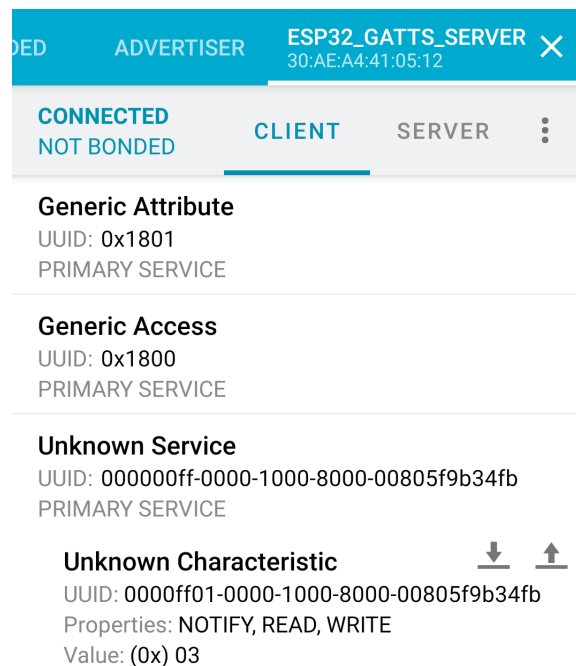 DED ADVERTISER ESP32_GATTS_SERVER
30:AE:A4:41:05:12
CONNECTED
NOT BONDED
CLIENT SERVER
Generic Attribute
UUID: 0x1801
PRIMARY SERVICE
Generic Access
UUID: 0x1800
PRIMARY SERVICE
Unknown Service
UUID: 000000ff-0000-1000-8000-00805f9b34fb
PRIMARY SERVICE
Unknown Characteristic
UUID: 0000ff01-0000-1000-8000-00805f9b34fb
Properties: NOTIFY, READ, WRITE
Value: (0x) 03